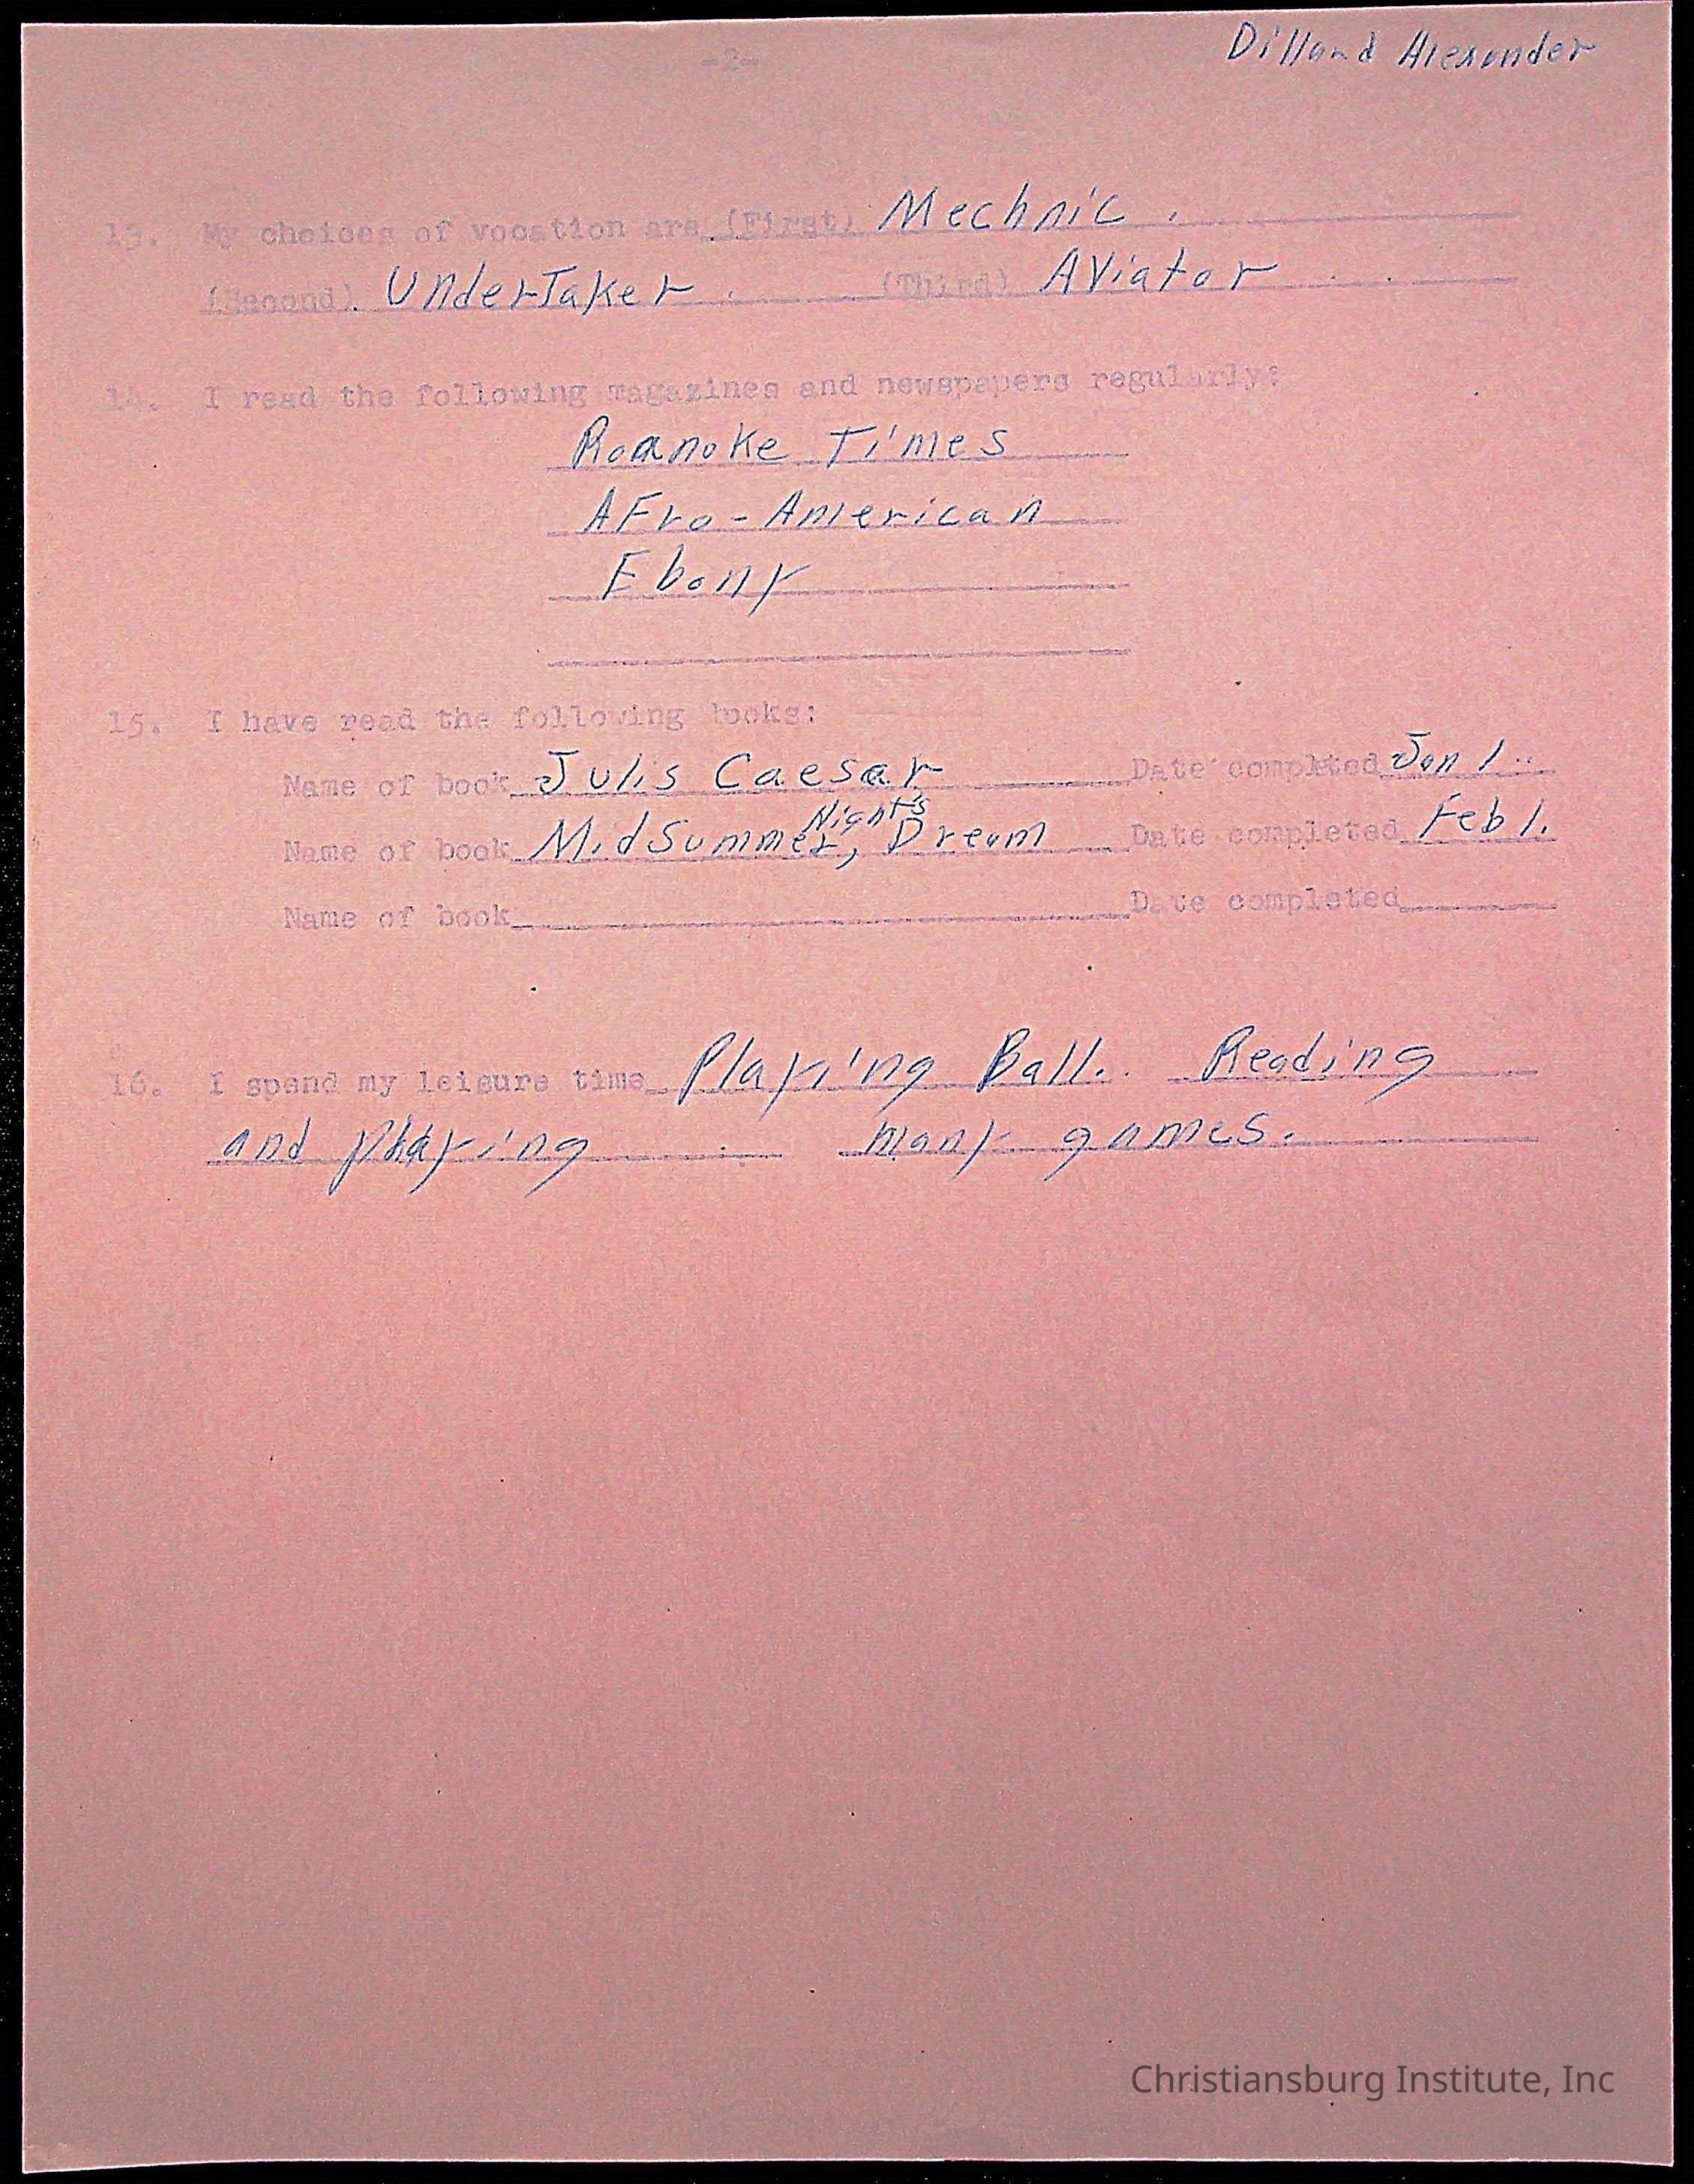 -2-
Dillard Alexander
13. My choices of vocation are (First) Mechnic.
(Second) UnderTaker. (Third) AViator
14. I read the following magazines and newspapers regularly:
Roanoke Times
AFro-American
Ebony
15. I have read the following books:
Name of book Julis Caesar Date completed Jan 1
Name of book MidSummer, Night's Dream Date completed Feb 1.
Name of book Date completed
16. I spend my leisure time Playing Ball. Reading
and playing many games.
Christiansburg Institute, Inc